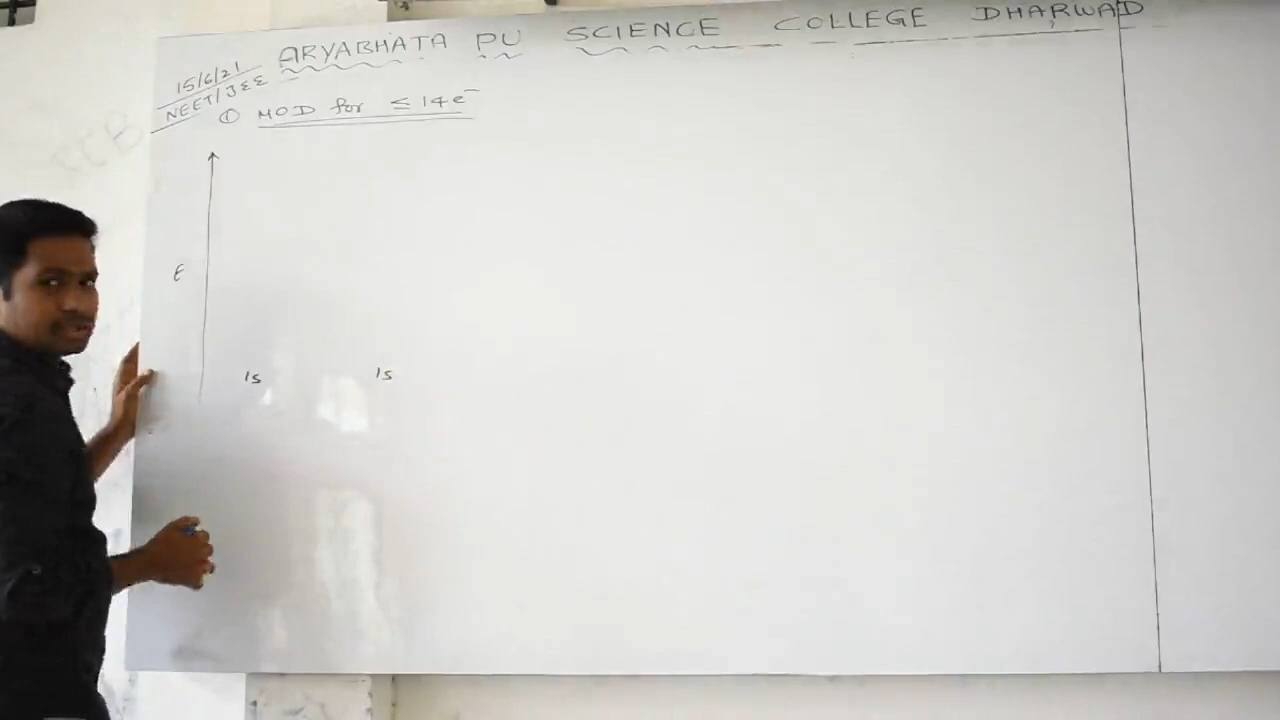 ARYABHATA PU SCIENCE COLLEGE DHARWAD
15/6/21
NEET/JEE
① MOD for ≤ 14e⁻
E
1s 1s